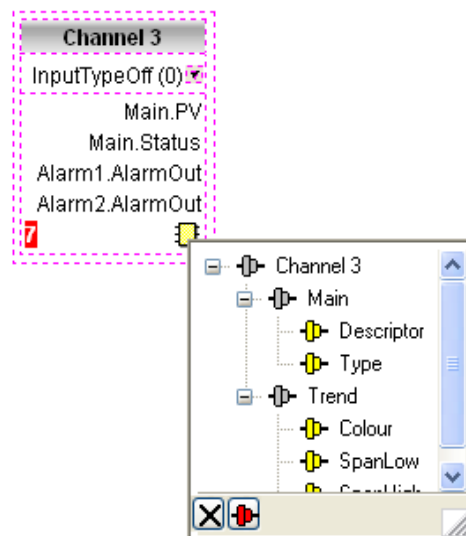 Channel 3
InputTypeOff (0)
Main.PV
Main.Status
Alarm1.AlarmOut
Alarm2.AlarmOut
7
Channel 3
Main
Descriptor
Type
Trend
Colour
SpanLow
SpanHigh